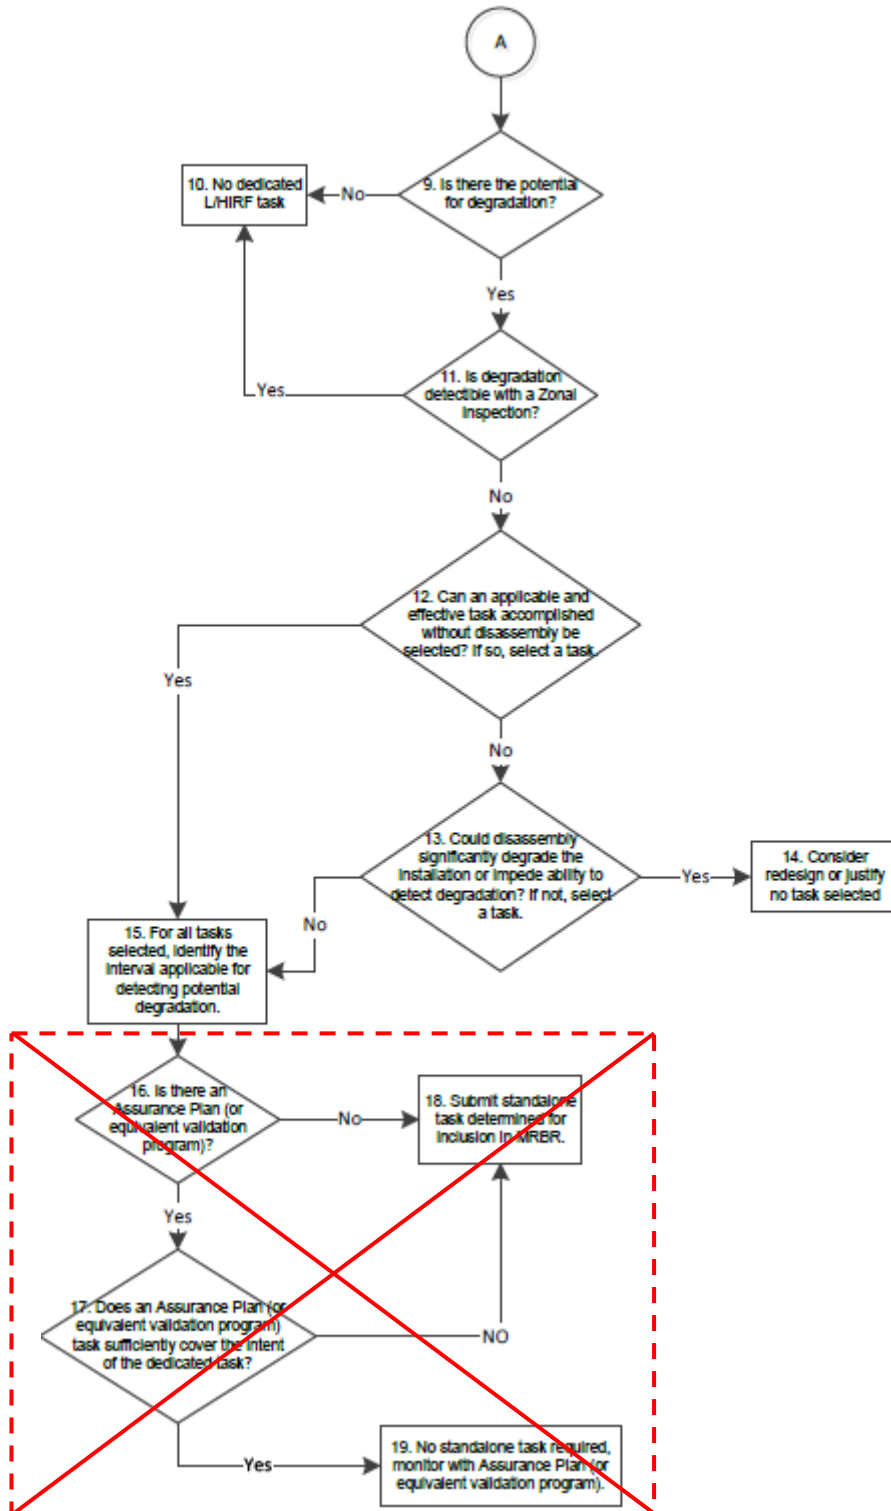 A
9. Is there the potential
for degradation?
No
10. No dedicated
L/HIRF task
Yes
11. Is degradation
detectible with a Zonal
Inspection?
Yes
No
12. Can an applicable and
effective task accomplished
without disassembly be
selected? If so, select a task.
Yes
No
13. Could disassembly
significantly degrade the
installation or impede ability to
detect degradation? If not, select
a task.
Yes
14. Consider
redesign or justify
no task selected
No
15. For all tasks
selected, identify the
interval applicable for
detecting potential
degradation.
16. Is there an
Assurance Plan (or
equivalent validation
program)?
No
18. Submit standalone
task determined for
inclusion in MRBR.
Yes
17. Does an Assurance Plan (or
equivalent validation program)
task sufficiently cover the intent
of the dedicated task?
NO
Yes
19. No standalone task required,
monitor with Assurance Plan (or
equivalent validation program).